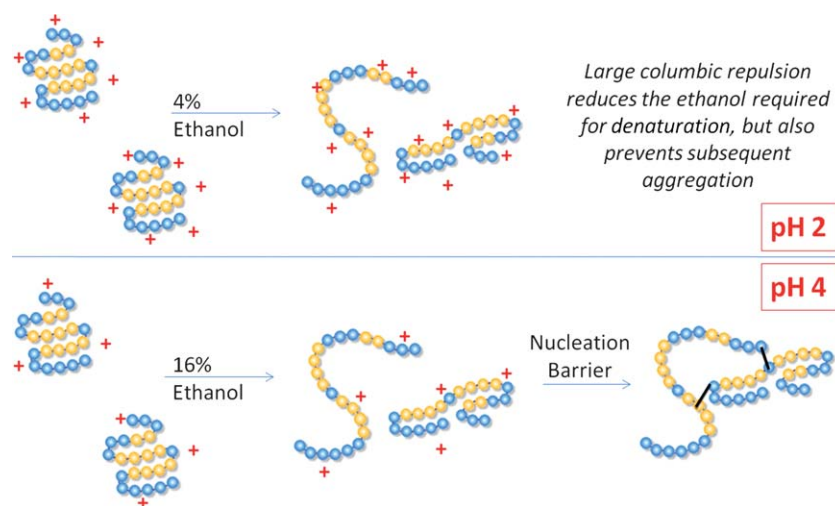 4%
Ethanol
Large columbic repulsion
reduces the ethanol required
for denaturation, but also
prevents subsequent
aggregation
pH 2
pH 4
16%
Ethanol
Nucleation
Barrier